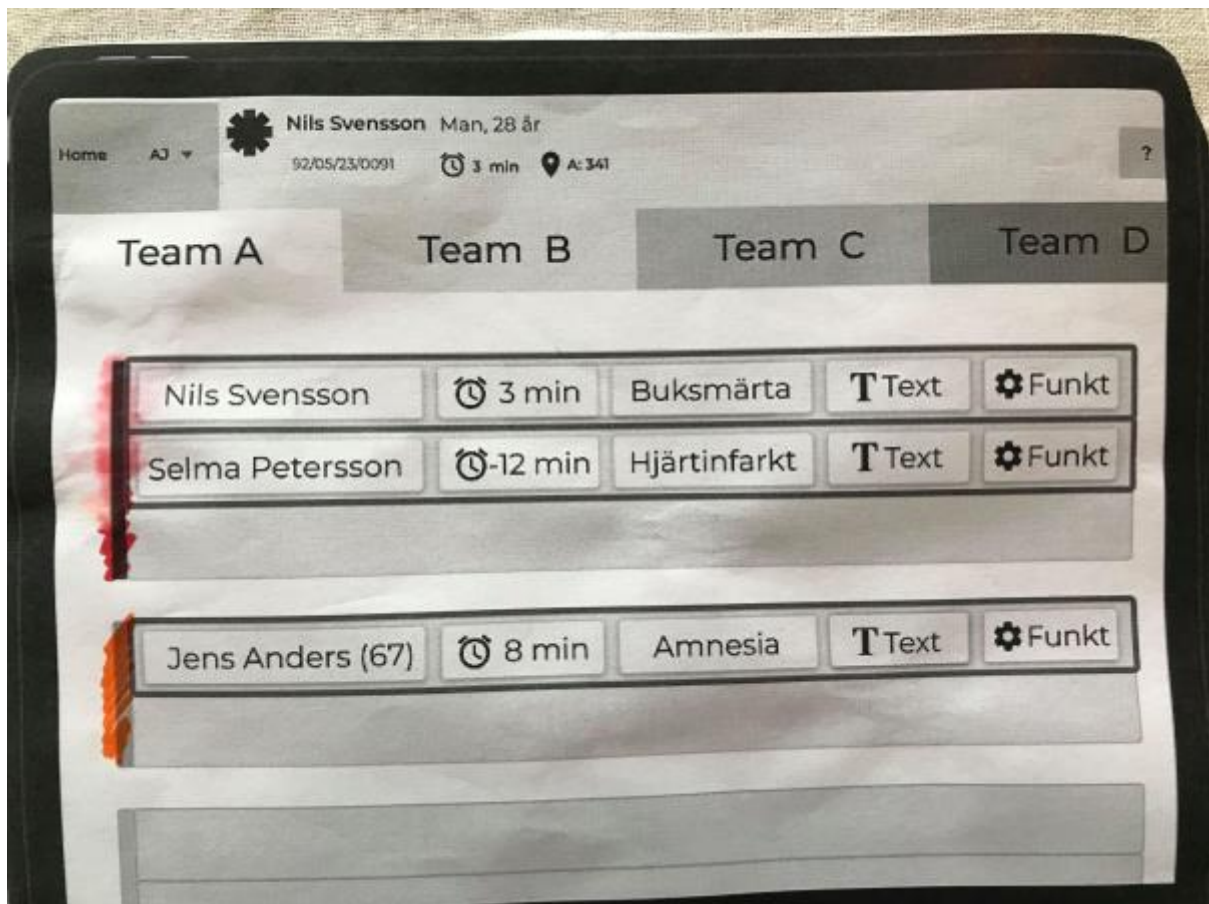 Home AJ
Nils Svensson Man, 28 år
92/05/23/0091 3 min A: 341
?
Team A Team B Team C Team D
Nils Svensson 3 min Buksmärta T Text Funkt
Selma Petersson -12 min Hjärtinfarkt T Text Funkt
Jens Anders (67) 8 min Amnesia T Text Funkt